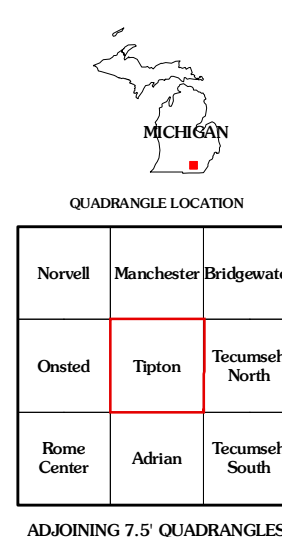 MICHIGAN
QUADRANGLE LOCATION
Norvell Manchester Bridgewate
Onsted Tipton Tecumseh
North
Rome
Center
Adrian
Tecumseh
South
ADJOINING 7.5' QUADRANGLES